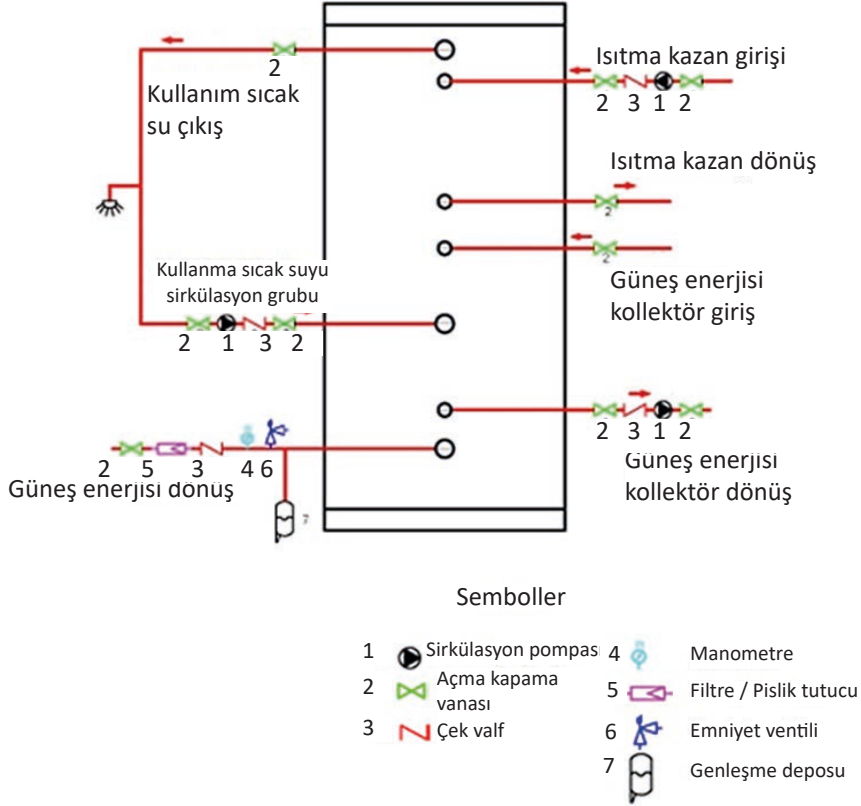 2
Kullanım sıcak
su çıkış
Isıtma kazan girişi
2 3 1 2
Isıtma kazan dönüş
2
2
Güneş enerjisi
kollektör giriş
Kullanma sıcak suyu
sirkülasyon grubu
2 1 3 2
2 3 1 2
Güneş enerjisi
kollektör dönüş
2 5 3 4 6
Güneş enerjisi dönüş
7
Semboller
1 Sirkülasyon pompası
2 Açma kapama
vanası
3 Çek valf
4 Manometre
5 Filtre / Pislik tutucu
6 Emniyet ventili
7 Genleşme deposu